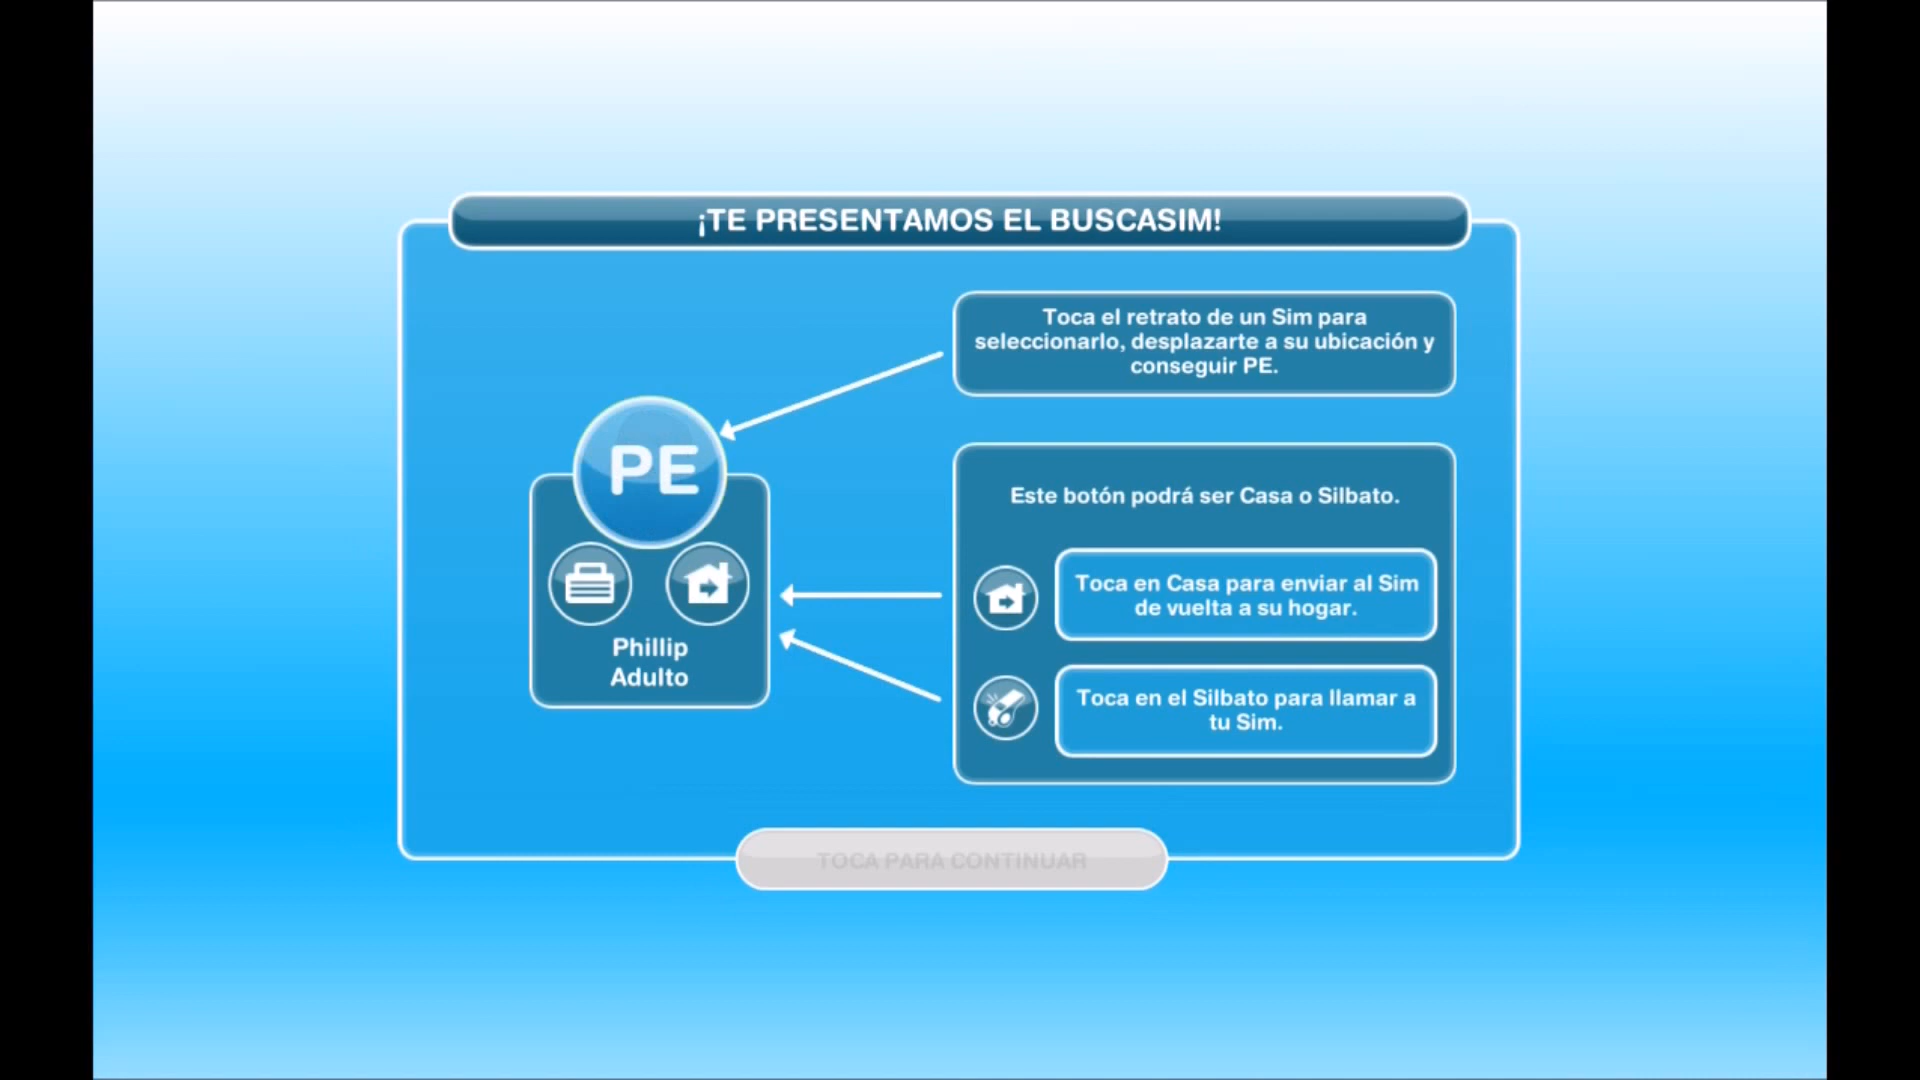 ¡TE PRESENTAMOS EL BUSCASIM!
Toca el retrato de un Sim para
seleccionarlo, desplazarte a su ubicación y
conseguir PE.
PE
Phillip
Adulto
Este botón podrá ser Casa o Silbato.
Toca en Casa para enviar al Sim
de vuelta a su hogar.
Toca en el Silbato para llamar a
tu Sim.
TOCA PARA CONTINUAR